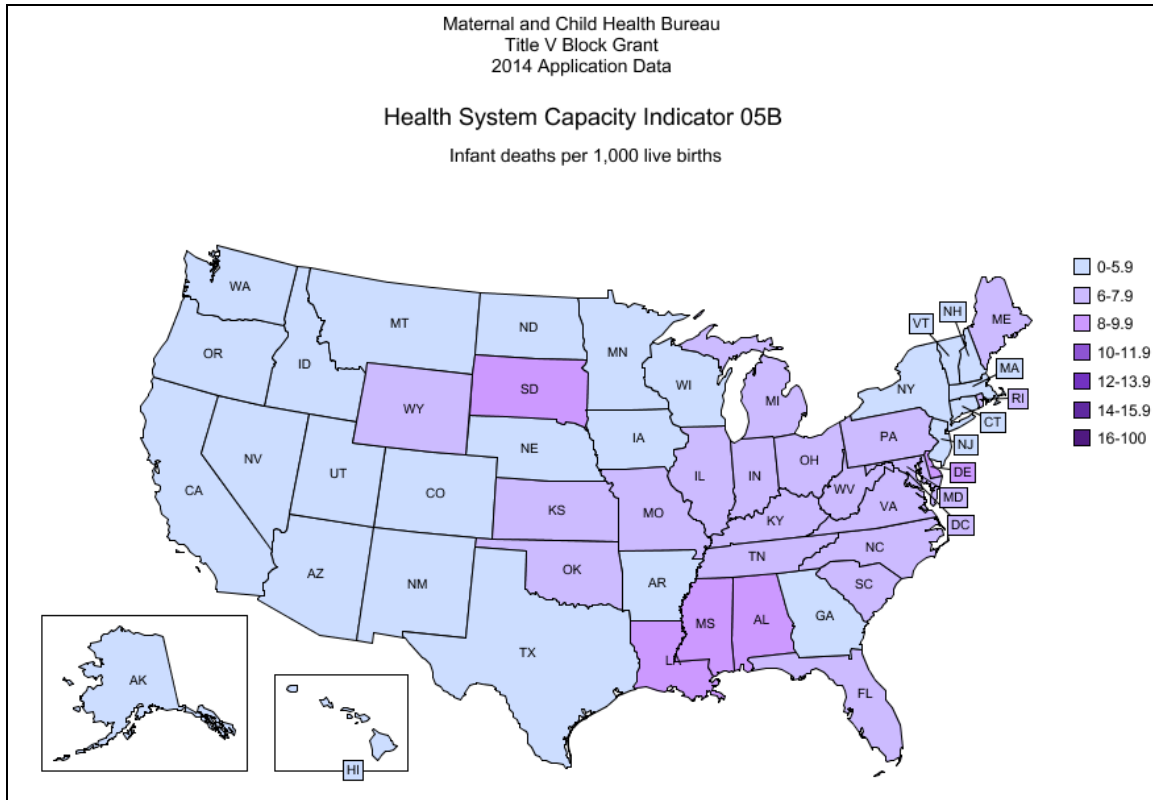 Maternal and Child Health Bureau
Title V Block Grant
2014 Application Data
Health System Capacity Indicator 05B
Infant deaths per 1,000 live births
0-5.9
6-7.9
8-9.9
10-11.9
12-13.9
14-15.9
16-100
WA
MT
ND
MN
OR
ID
WY
SD
WI
MI
NY
VT
NH
ME
MA
RI
CT
NJ
PA
DE
MD
DC
NV
UT
CO
NE
IA
IL
IN
OH
WV
VA
CA
KS
MO
KY
NC
TN
AZ
NM
OK
AR
SC
MS
AL
GA
TX
LA
FL
AK
HI